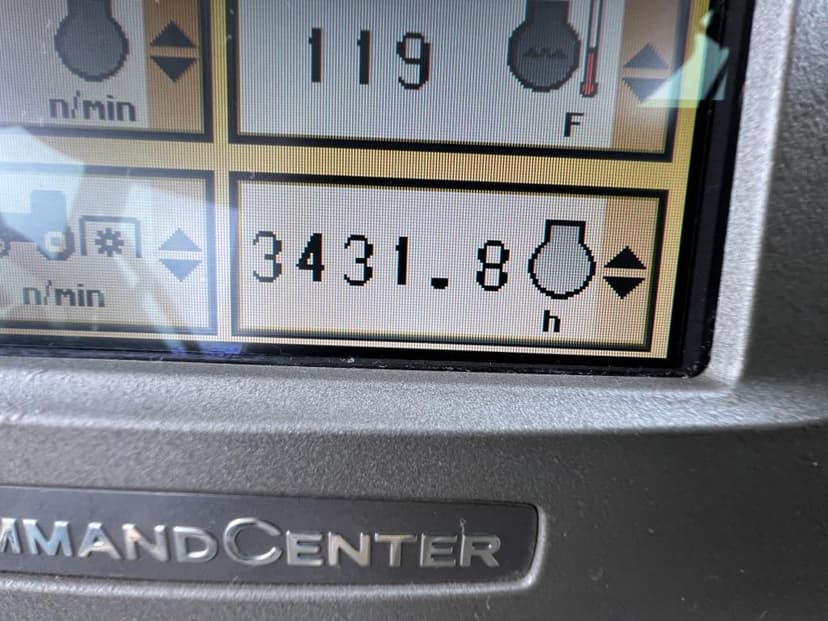 119
n/min
F
3431.8
n/min
h
MMANDCENTER